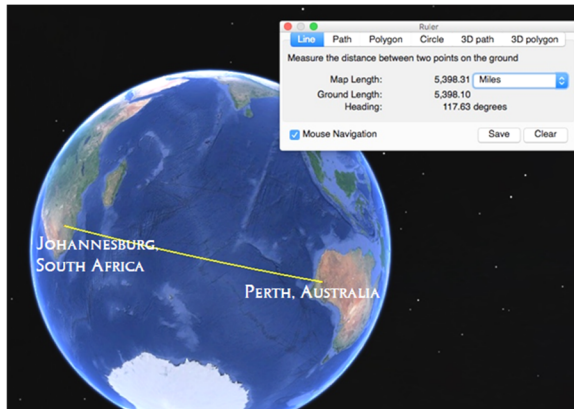 Ruler
Line Path Polygon Circle 3D path 3D polygon
Measure the distance between two points on the ground
Map Length: 5,398.31 Miles
Ground Length: 5,398.10
Heading: 117.63 degrees
Mouse Navigation Save Clear
Johannesburg,
South Africa
Perth, Australia